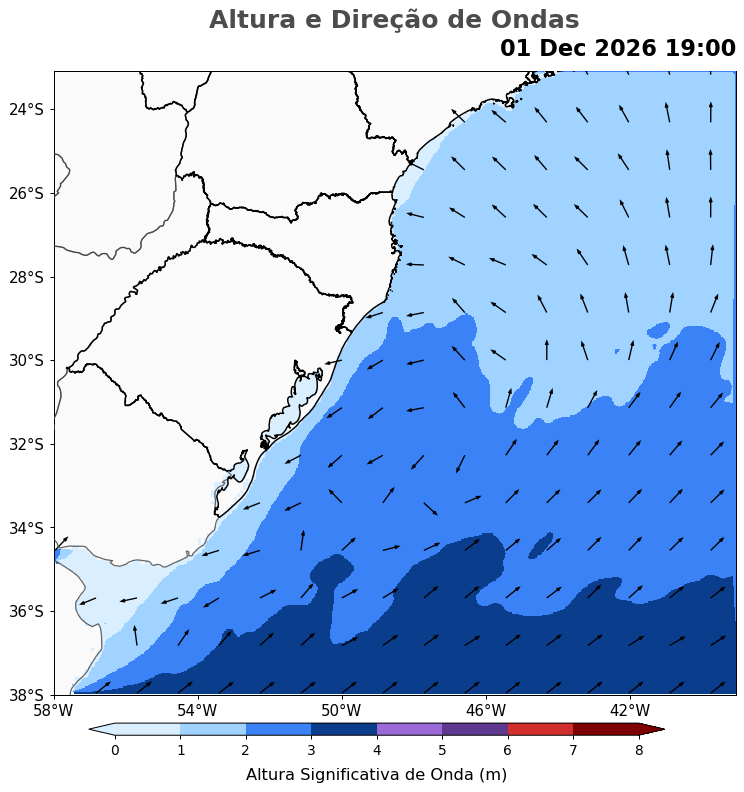 Altura e Direção de Ondas
01 Dec 2026 19:00
24°S
26°S
28°S
30°S
32°S
34°S
36°S
38°S
58°W 54°W 50°W 46°W 42°W
0 1 2 3 4 5 6 7 8
Altura Significativa de Onda (m)